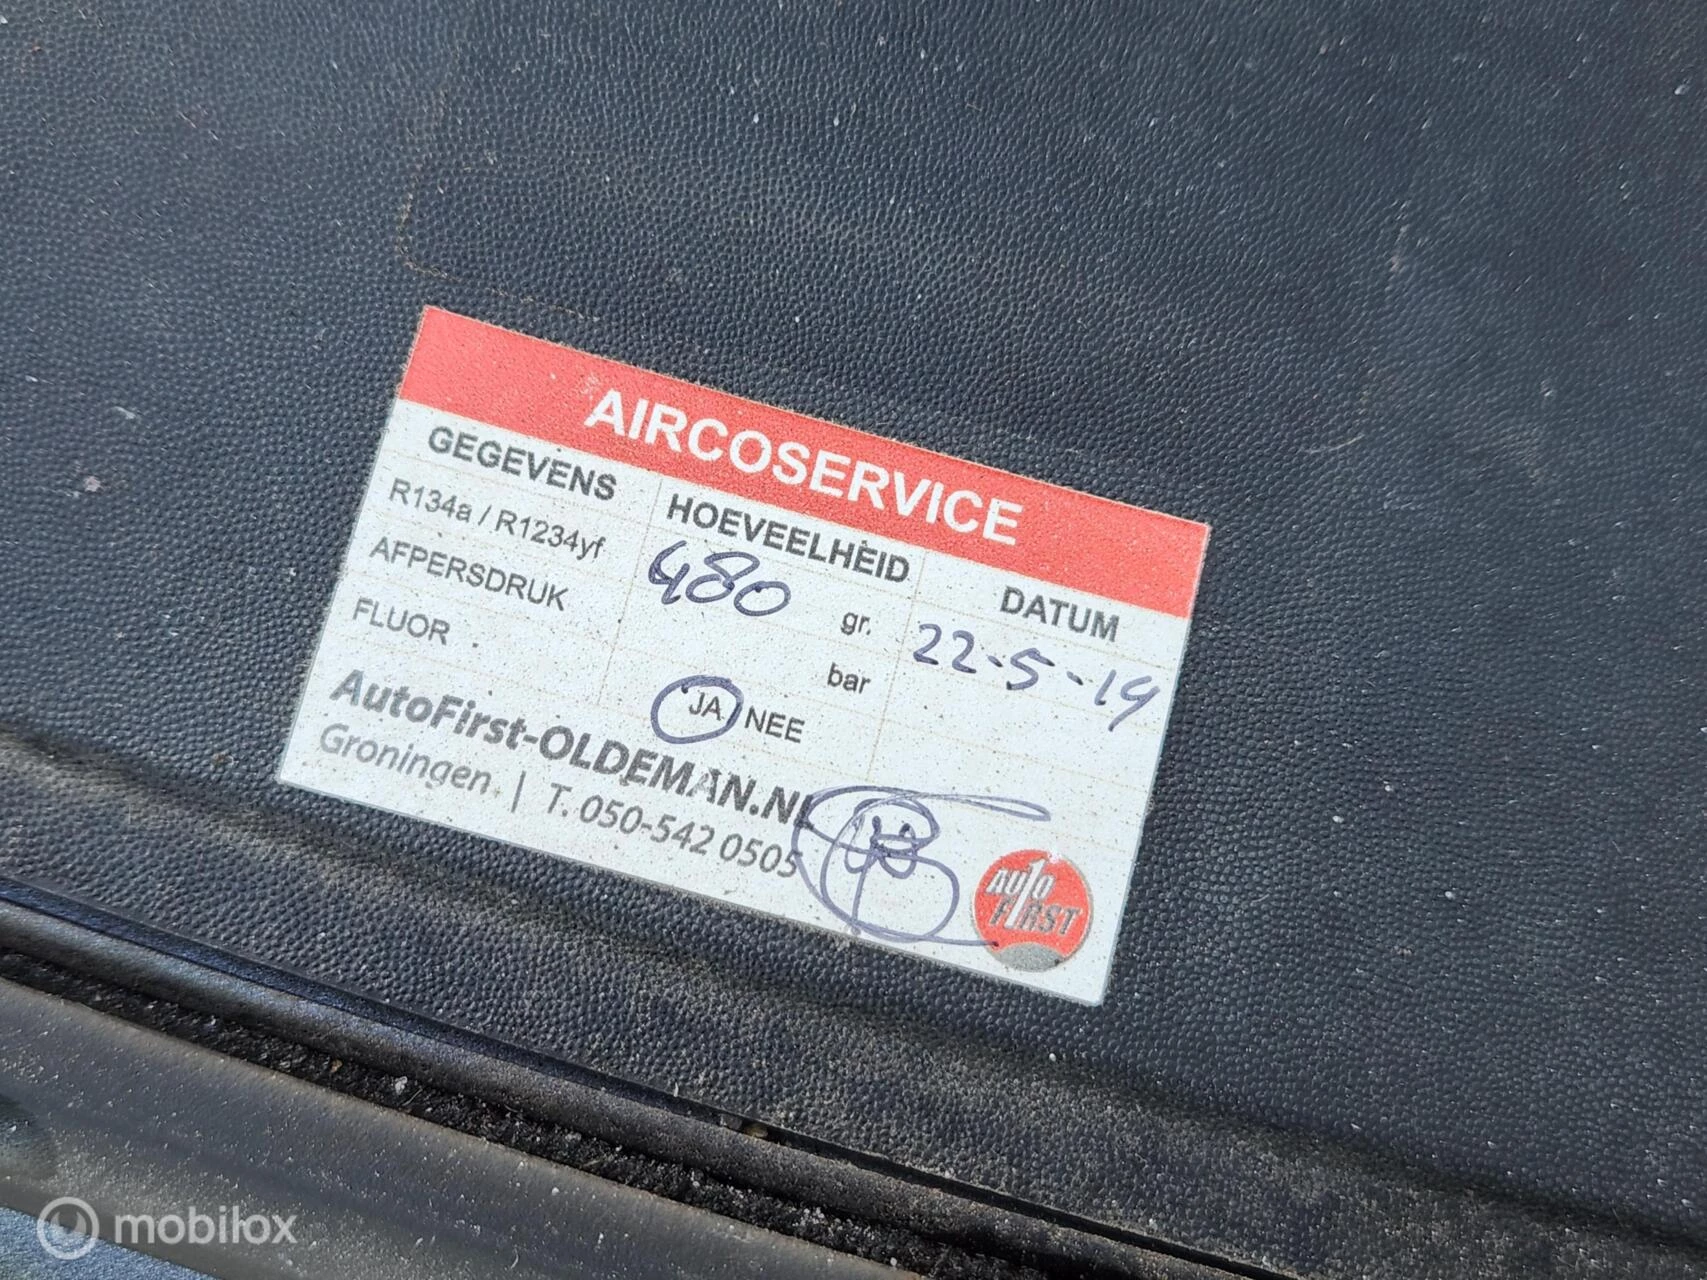 AIRCOSERVICE
GEGEVENS HOEVEELHEID DATUM
R134a / R1234yf 480 gr. 22-5-19
AFPERSDRUK bar
FLUOR JA / NEE
AutoFirst-OLDEMAN.NL
Groningen | T. 050-542 0505
AUTO FIRST
mobilox